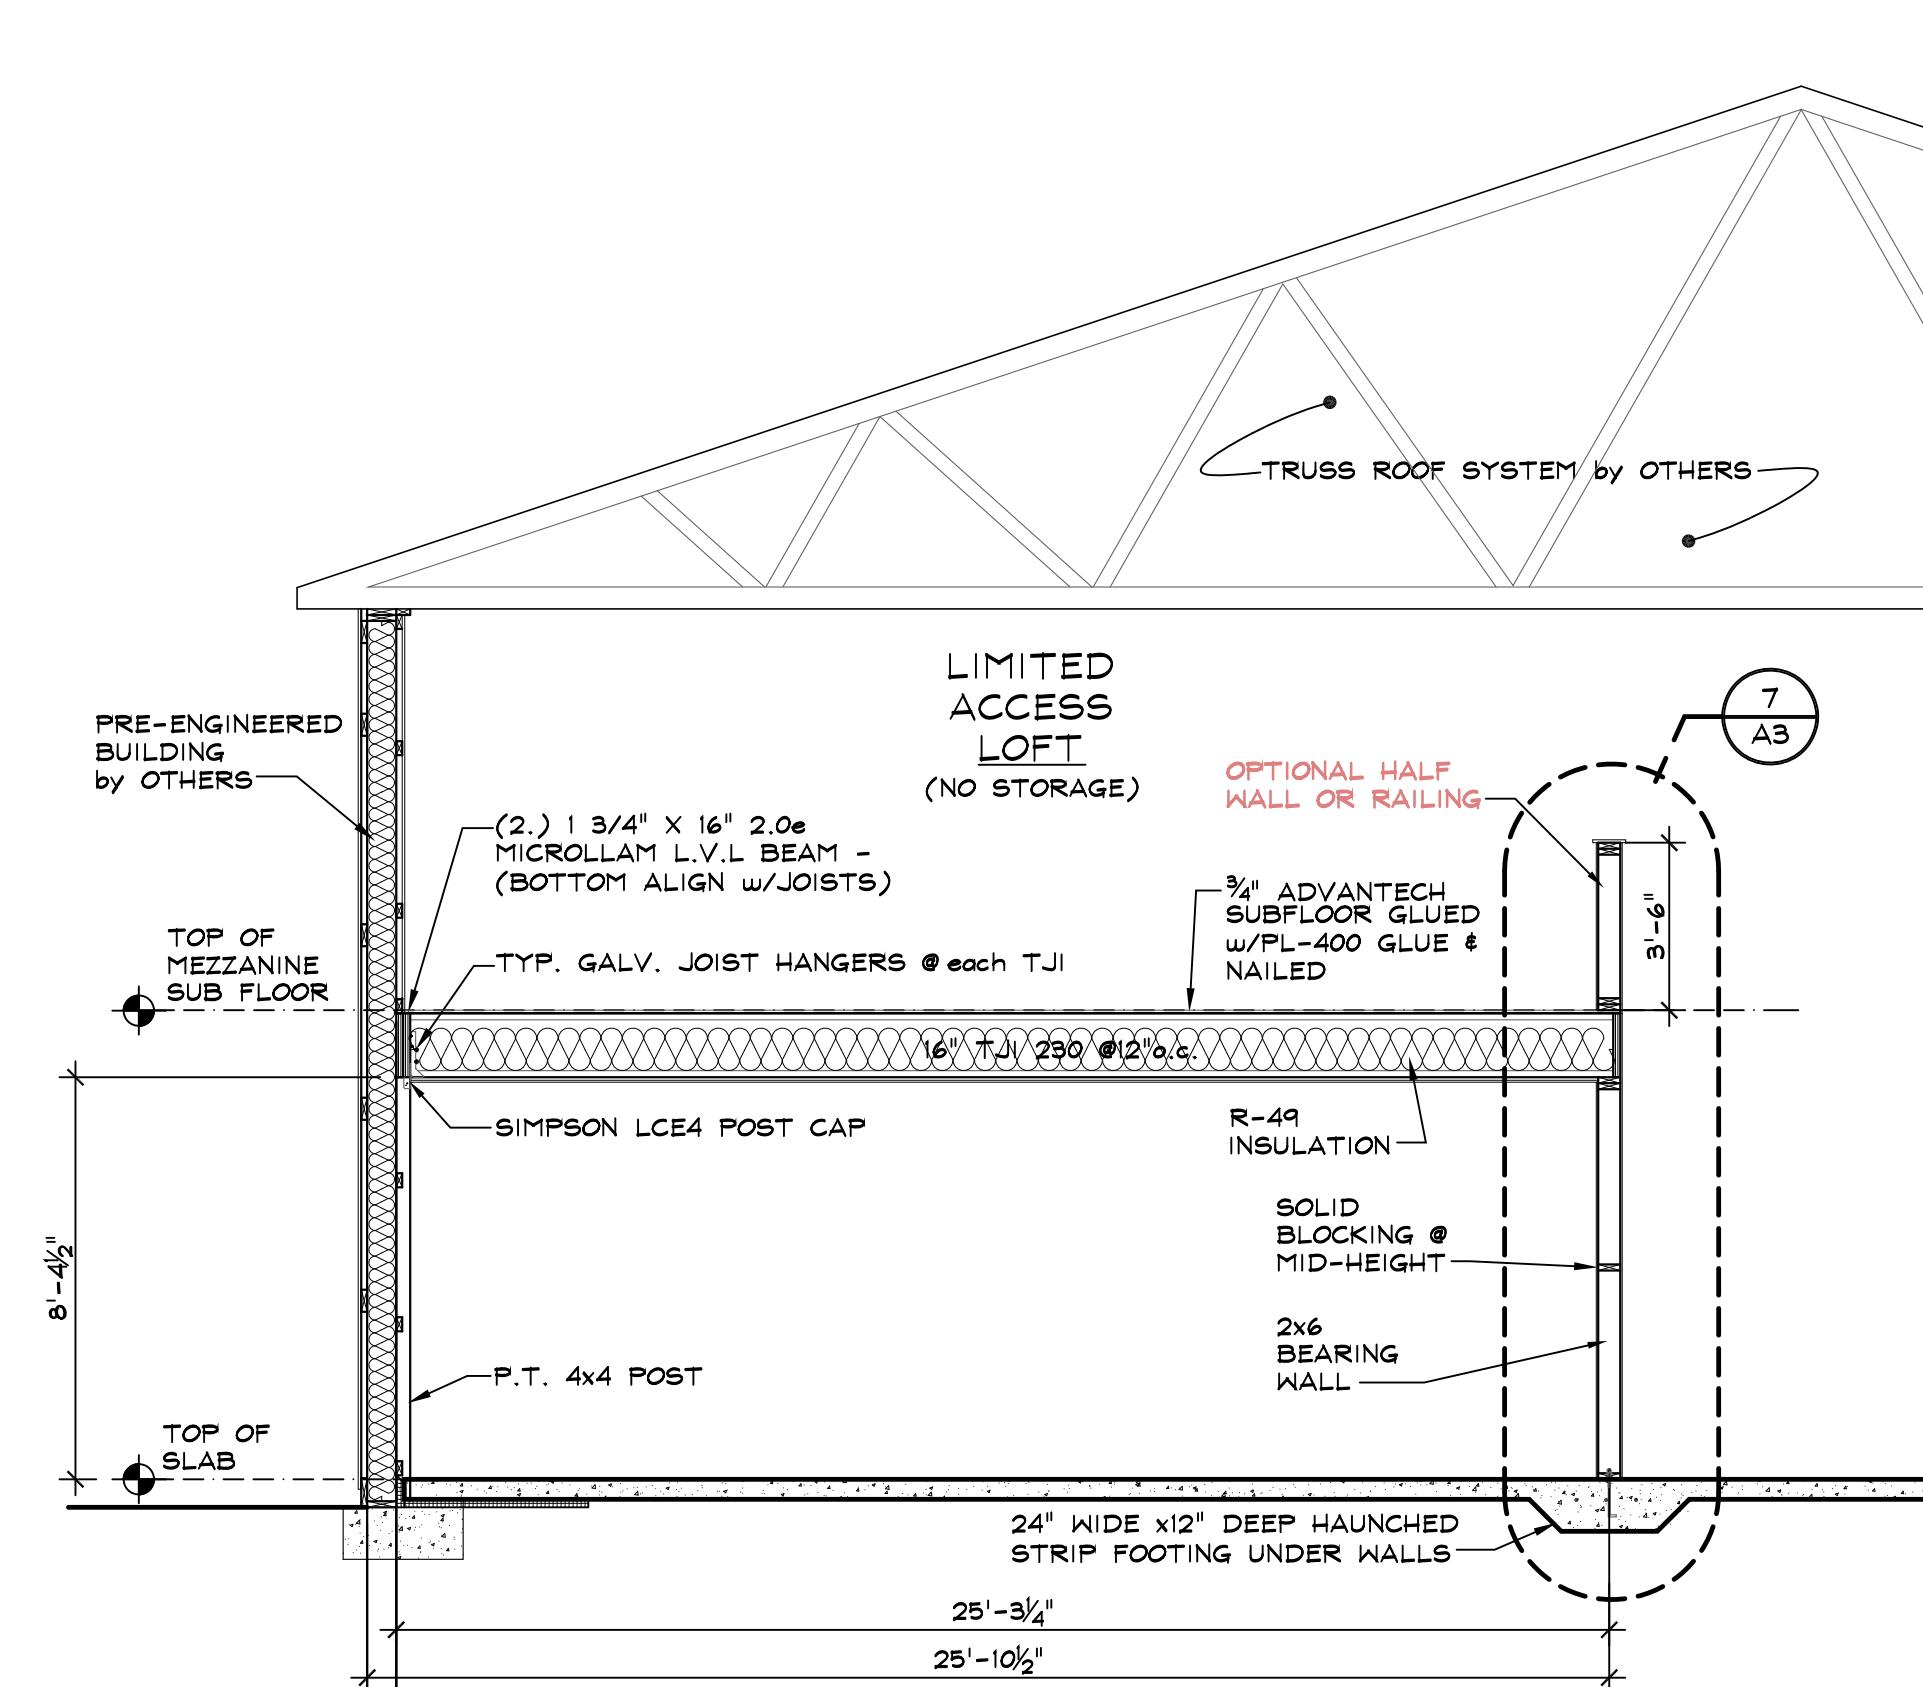 TRUSS ROOF SYSTEM by OTHERS
LIMITED
ACCESS
LOFT
(NO STORAGE)
7
A3
PRE-ENGINEERED
BUILDING
by OTHERS
OPTIONAL HALF
WALL OR RAILING
(2.) 1 3/4" X 16" 2.0e
MICROLLAM L.V.L BEAM -
(BOTTOM ALIGN w/JOISTS)
3/4" ADVANTECH
SUBFLOOR GLUED
w/PL-400 GLUE &
NAILED
3'-6"
TOP OF
MEZZANINE
SUB FLOOR
TYP. GALV. JOIST HANGERS @ each TJI
16" TJI 230 @12"o.c.
SIMPSON LCE4 POST CAP
R-49
INSULATION
SOLID
BLOCKING @
MID-HEIGHT
8'-4½"
2x6
BEARING
WALL
P.T. 4x4 POST
TOP OF
SLAB
24" WIDE x12" DEEP HAUNCHED
STRIP FOOTING UNDER WALLS
25'-3¼"
25'-10½"